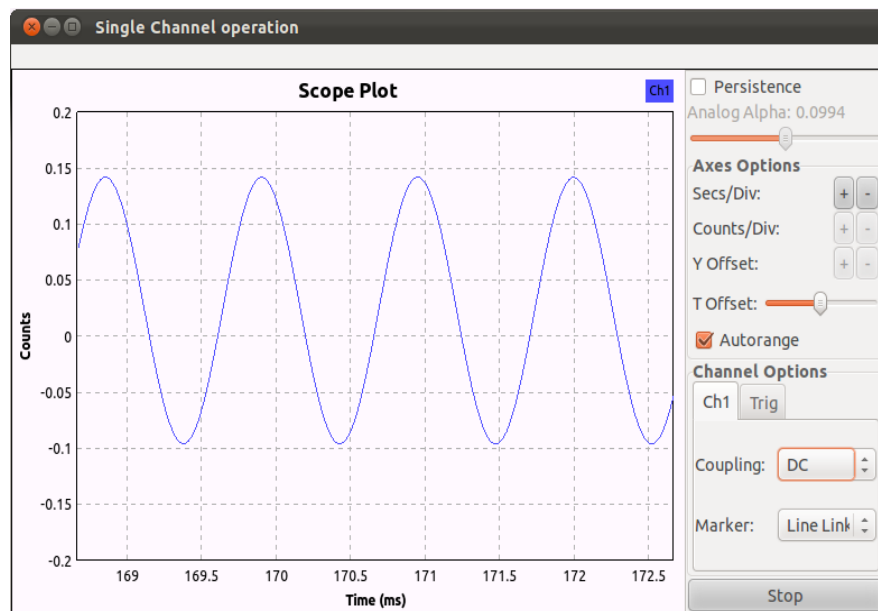 Single Channel operation
Scope Plot
Ch1
0.2
0.15
0.1
0.05
0
-0.05
-0.1
-0.15
-0.2
Counts
169
169.5
170
170.5
171
171.5
172
172.5
Time (ms)
Persistence
Analog Alpha: 0.0994
Axes Options
Secs/Div: + -
Counts/Div: + -
Y Offset: + -
T Offset:
Autorange
Channel Options
Ch1 Trig
Coupling: DC
Marker: Line Link
Stop